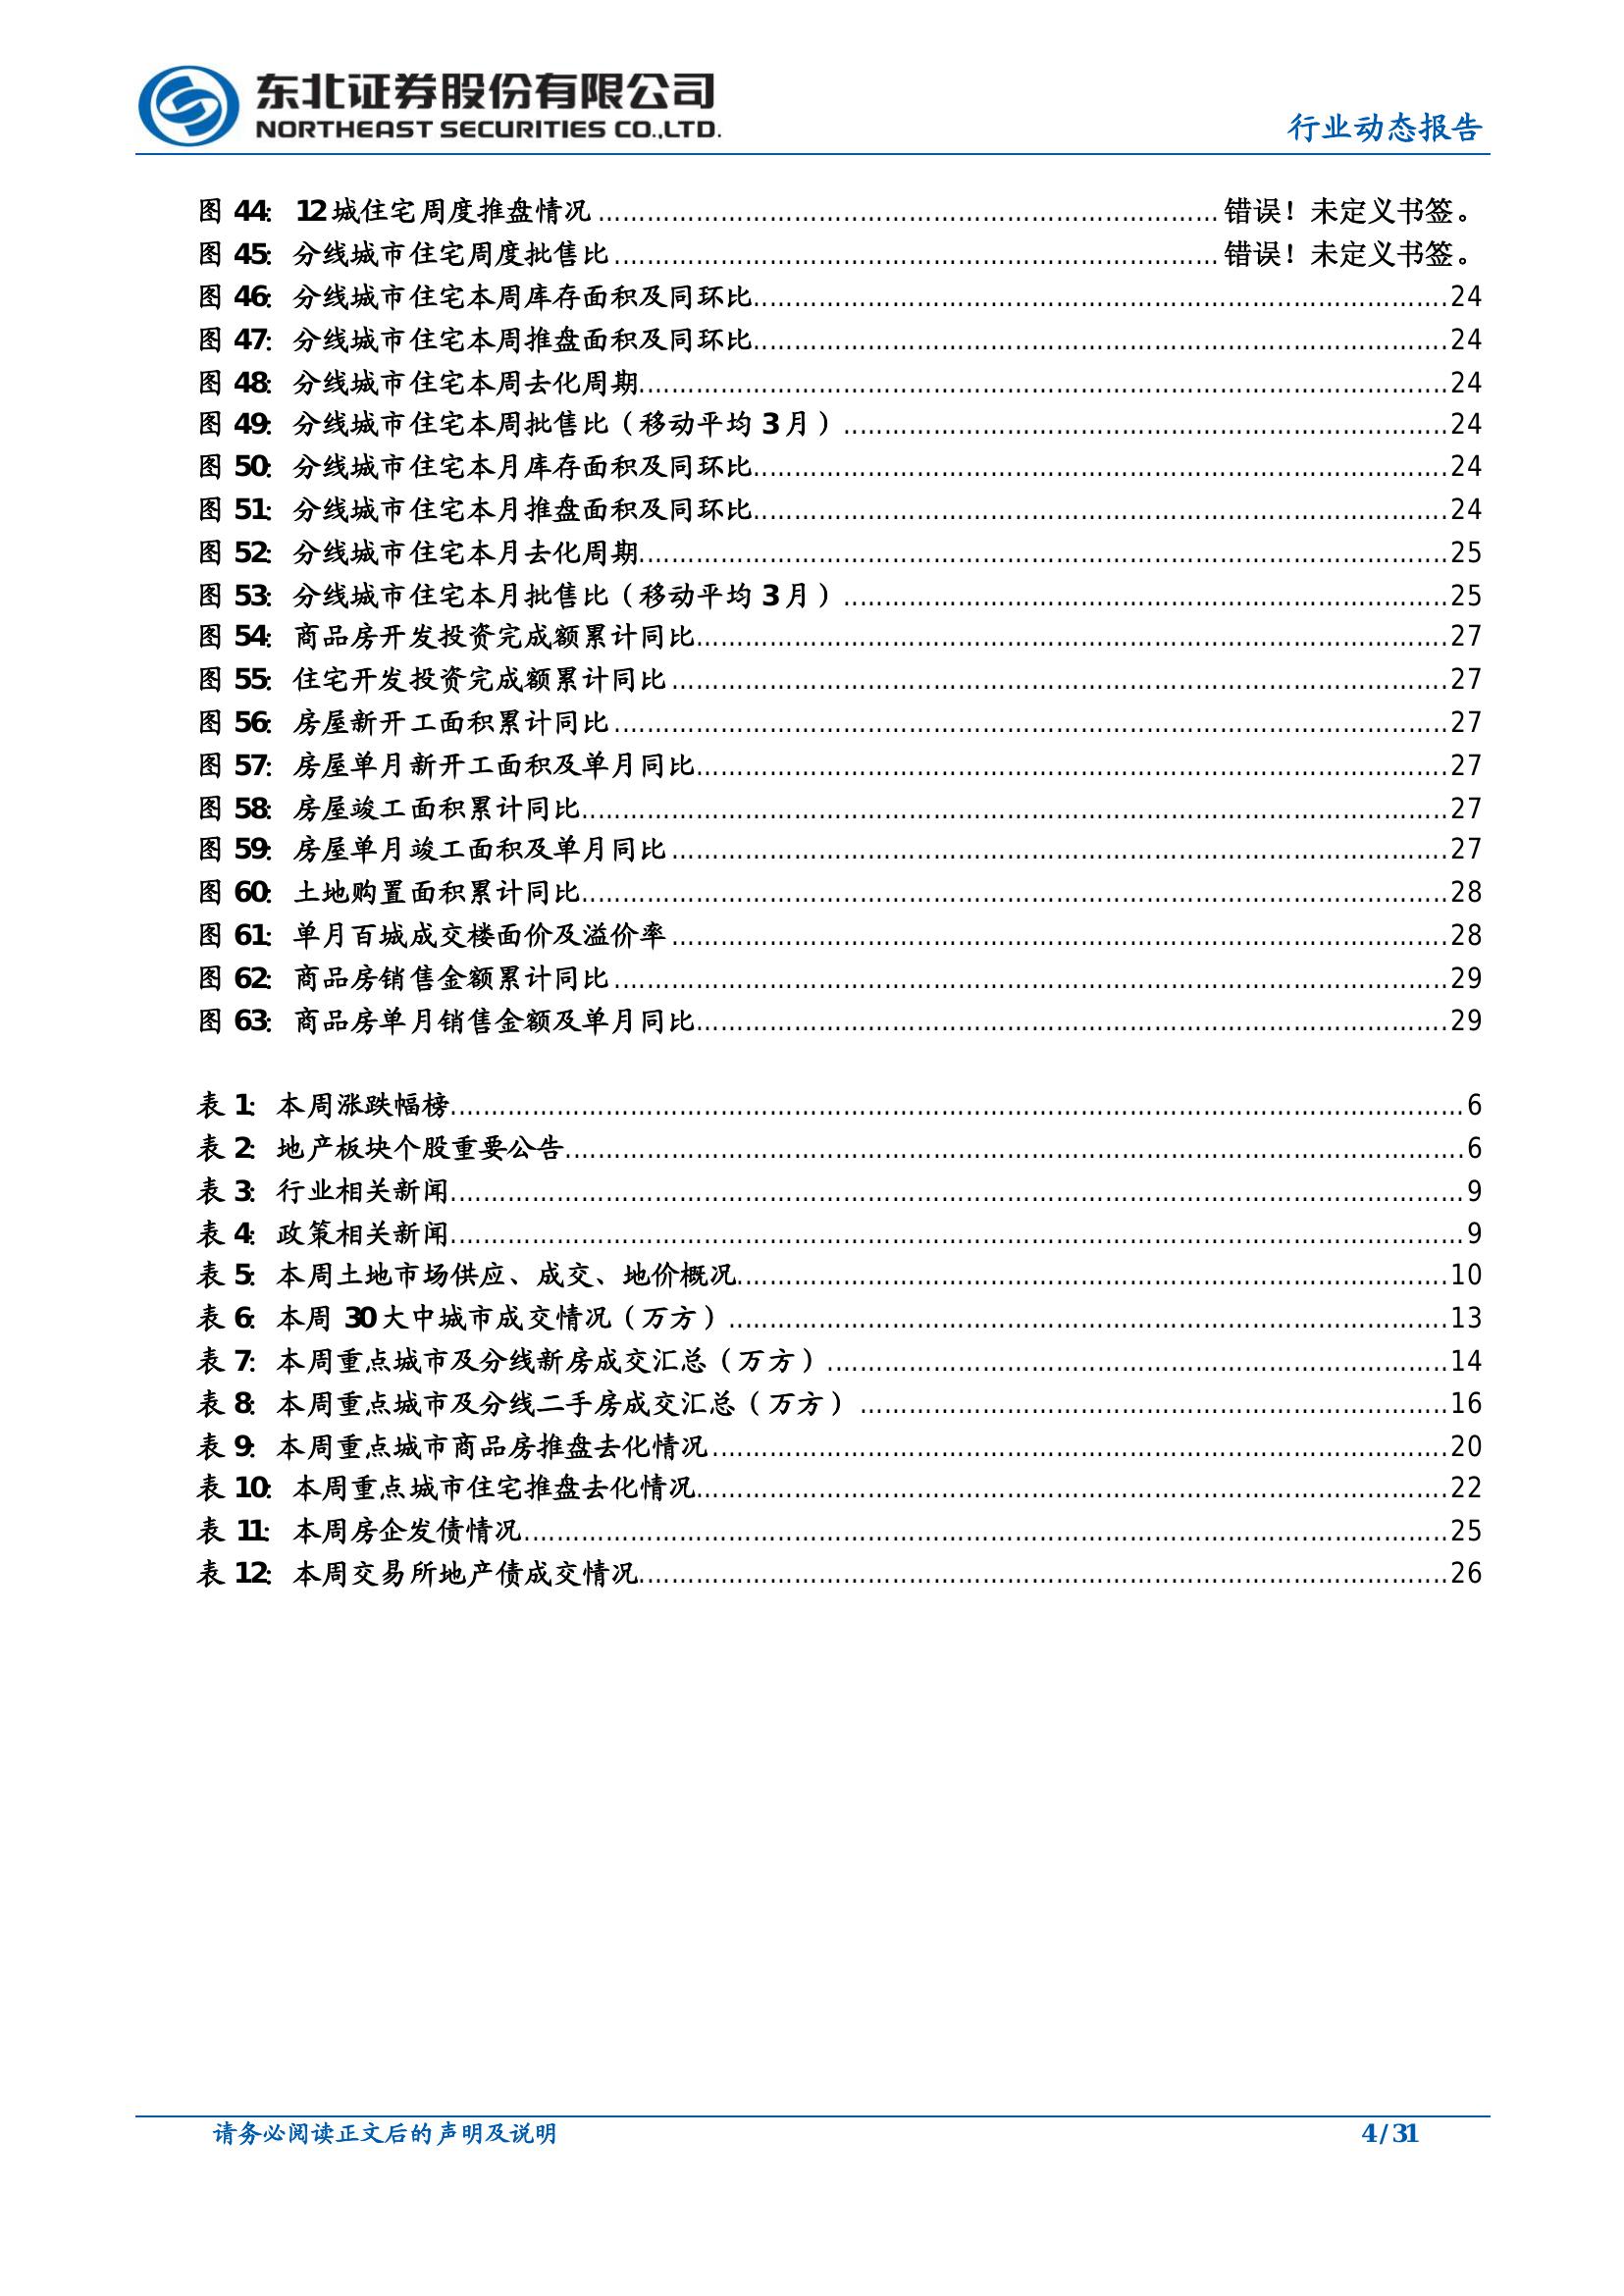 东北证券股份有限公司
NORTHEAST SECURITIES CO.,LTD.
行业动态报告
图 44: 12 城住宅周度推盘情况........................................错误！未定义书签。
图 45: 分线城市住宅周度批售比........................................错误！未定义书签。
图 46: 分线城市住宅本周库存面积及同环比........................................24
图 47: 分线城市住宅本周推盘面积及同环比........................................24
图 48: 分线城市住宅本周去化周期........................................24
图 49: 分线城市住宅本周批售比（移动平均 3 月）........................................24
图 50: 分线城市住宅本月库存面积及同环比........................................24
图 51: 分线城市住宅本月推盘面积及同环比........................................24
图 52: 分线城市住宅本月去化周期........................................25
图 53: 分线城市住宅本月批售比（移动平均 3 月）........................................25
图 54: 商品房开发投资完成额累计同比........................................27
图 55: 住宅开发投资完成额累计同比........................................27
图 56: 房屋新开工面积累计同比........................................27
图 57: 房屋单月新开工面积及单月同比........................................27
图 58: 房屋竣工面积累计同比........................................27
图 59: 房屋单月竣工面积及单月同比........................................27
图 60: 土地购置面积累计同比........................................28
图 61: 单月百城成交楼面价及溢价率........................................28
图 62: 商品房销售金额累计同比........................................29
图 63: 商品房单月销售金额及单月同比........................................29
表 1: 本周涨跌幅榜........................................6
表 2: 地产板块个股重要公告........................................6
表 3: 行业相关新闻........................................9
表 4: 政策相关新闻........................................9
表 5: 本周土地市场供应、成交、地价概况........................................10
表 6: 本周 30 大中城市成交情况（万方）........................................13
表 7: 本周重点城市及分线新房成交汇总（万方）........................................14
表 8: 本周重点城市及分线二手房成交汇总（万方）........................................16
表 9: 本周重点城市商品房推盘去化情况........................................20
表 10: 本周重点城市住宅推盘去化情况........................................22
表 11: 本周房企发债情况........................................25
表 12: 本周交易所地产债成交情况........................................26
请务必阅读正文后的声明及说明
4 / 31